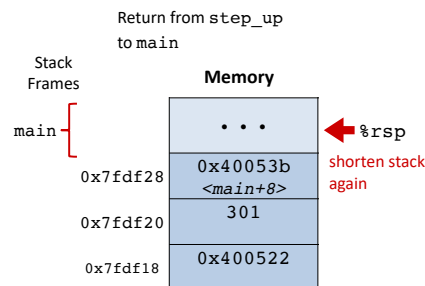 Return from step_up
to main
Stack
Frames
Memory
main
• • •
%rsp
shorten stack
again
0x7fdf28
0x40053b
<main+8>
0x7fdf20
301
0x7fdf18
0x400522